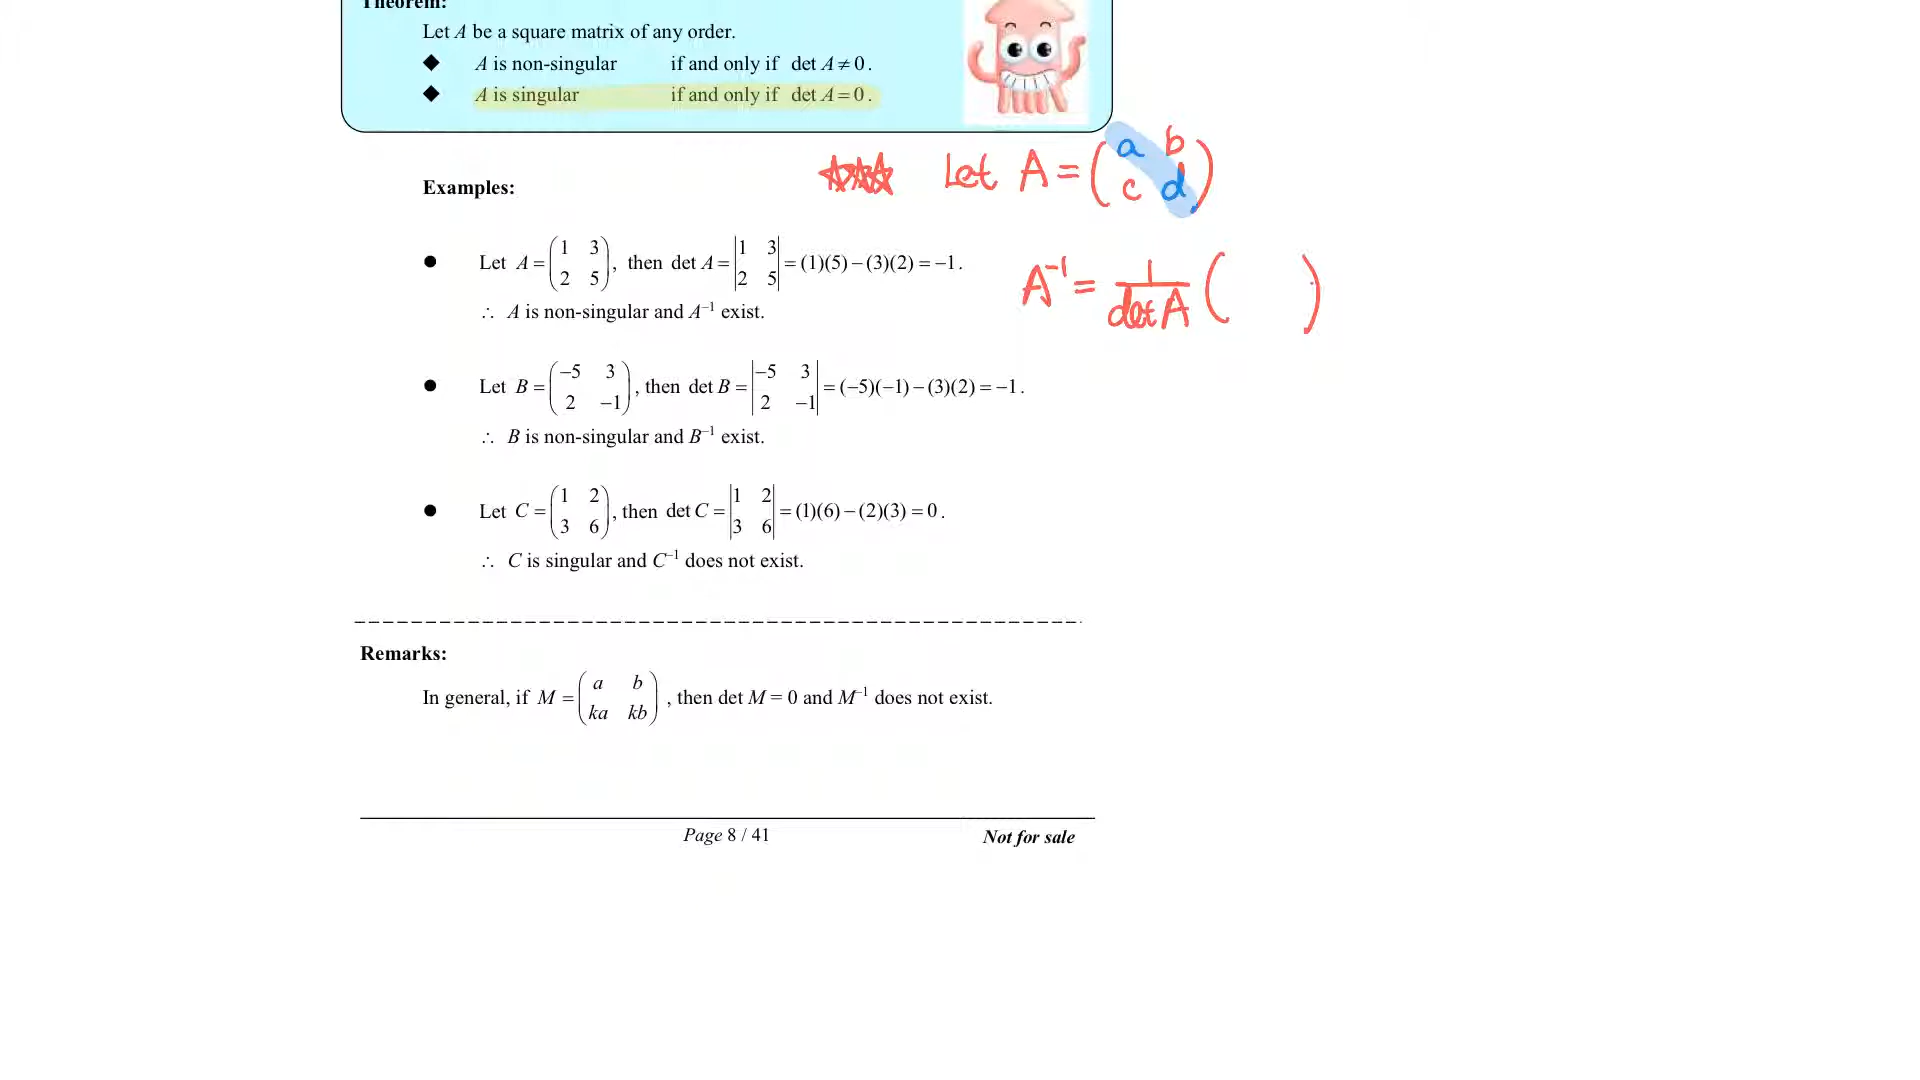 Theorem:
Let A be a square matrix of any order.
◆ A is non-singular if and only if det A ≠ 0.
◆ A is singular if and only if det A = 0.
*** Let A = (a b
c d)
Examples:
● Let A = (1 3
2 5), then det A = |1 3
2 5| = (1)(5) − (3)(2) = −1.
A⁻¹ = 1/det A ( )
∴ A is non-singular and A⁻¹ exist.
● Let B = (−5 3
2 −1), then det B = |−5 3
2 −1| = (−5)(−1) − (3)(2) = −1.
∴ B is non-singular and B⁻¹ exist.
● Let C = (1 2
3 6), then det C = |1 2
3 6| = (1)(6) − (2)(3) = 0.
∴ C is singular and C⁻¹ does not exist.
Remarks:
In general, if M = (a b
ka kb), then det M = 0 and M⁻¹ does not exist.
Page 8 / 41
Not for sale